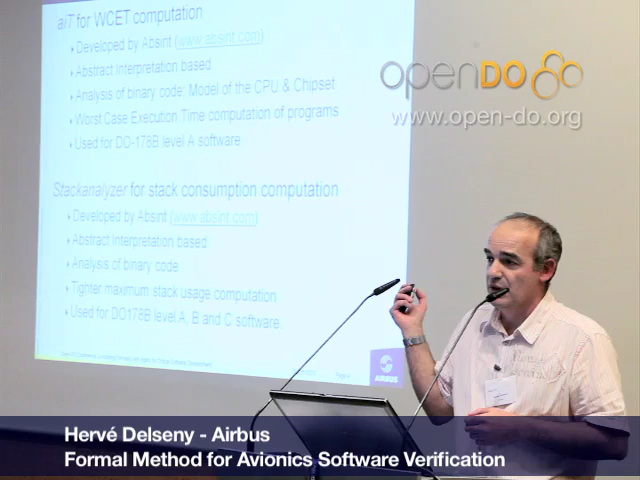 aiT for WCET computation
Developed by Absint (www.absint.com)
Abstract Interpretation based
Analysis of binary code: Model of the CPU & Chipset
Worst Case Execution Time computation of programs
Used for DO-178B level A software
Stackanalyzer for stack consumption computation
Developed by Absint (www.absint.com)
Abstract Interpretation based
Analysis of binary code
Tighter maximum stack usage computation
Used for DO178B level A, B and C software.
AIRBUS
openDO
www.open-do.org
Hervé Delseny - Airbus
Formal Method for Avionics Software Verification